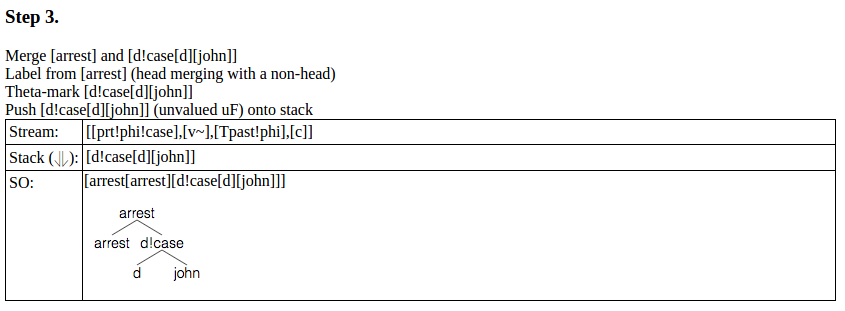 Step 3.
Merge [arrest] and [d!case[d][john]]
Label from [arrest] (head merging with a non-head)
Theta-mark [d!case[d][john]]
Push [d!case[d][john]] (unvalued uF) onto stack
Stream: [[prt!phi!case],[v~],[Tpast!phi],[c]]
Stack (⥥): [d!case[d][john]]
SO: [arrest[arrest][d!case[d][john]]]
arrest
arrest d!case
d john